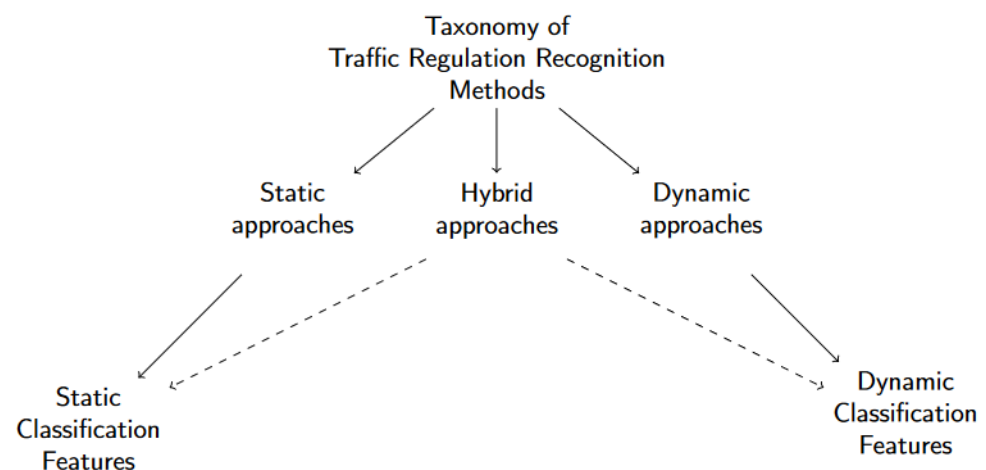 Taxonomy of
Traffic Regulation Recognition
Methods
Static
approaches
Hybrid
approaches
Dynamic
approaches
Static
Classification
Features
Dynamic
Classification
Features